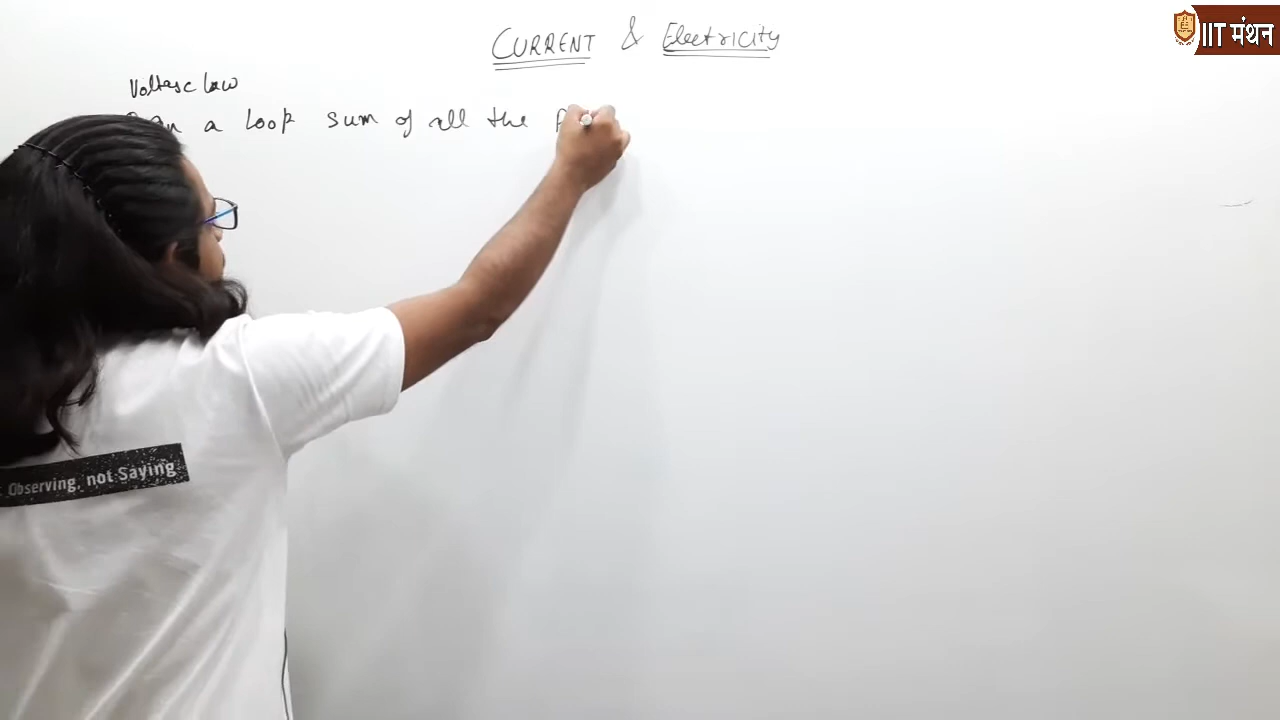 CURRENT & Electricity
IIT मंथन
Voltage law
a loop sum of all the
Observing, not Saying